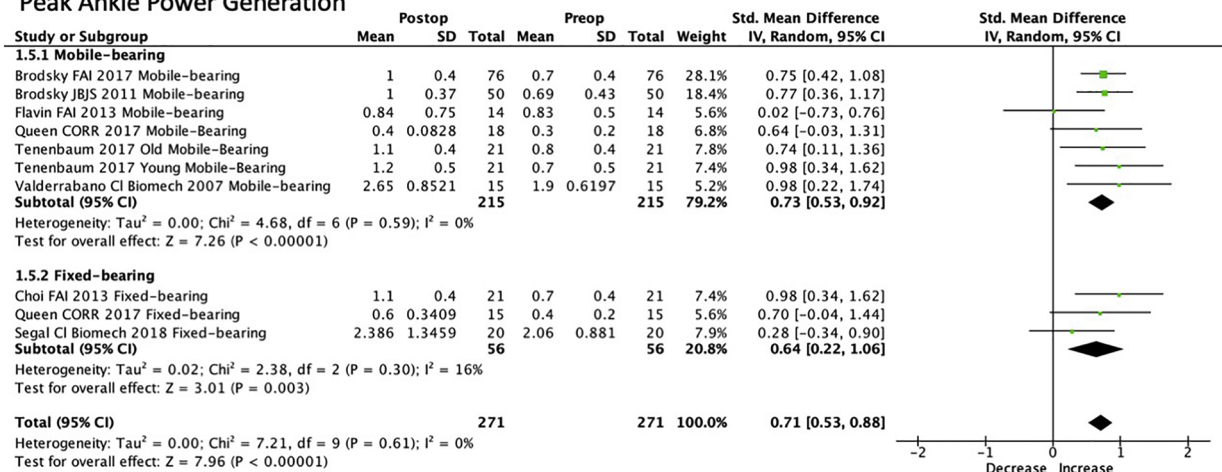 Peak Ankle Power Generation
Postop Preop Std. Mean Difference Std. Mean Difference
Study or Subgroup Mean SD Total Mean SD Total Weight IV, Random, 95% CI IV, Random, 95% CI
1.5.1 Mobile-bearing
Brodsky FAI 2017 Mobile-bearing 1 0.4 76 0.7 0.4 76 28.1% 0.75 [0.42, 1.08]
Brodsky JBJS 2011 Mobile-bearing 1 0.37 50 0.69 0.43 50 18.4% 0.77 [0.36, 1.17]
Flavin FAI 2013 Mobile-bearing 0.84 0.75 14 0.83 0.5 14 5.6% 0.02 [-0.73, 0.76]
Queen CORR 2017 Mobile-Bearing 0.4 0.0828 18 0.3 0.2 18 6.8% 0.64 [-0.03, 1.31]
Tenenbaum 2017 Old Mobile-bearing 1.1 0.4 21 0.8 0.4 21 7.8% 0.74 [0.11, 1.36]
Tenenbaum 2017 Young Mobile-Bearing 1.2 0.5 21 0.7 0.5 21 7.4% 0.98 [0.34, 1.62]
Valderrabano Cl Biomech 2007 Mobile-bearing 2.65 0.8521 15 1.9 0.6197 15 5.2% 0.98 [0.22, 1.74]
Subtotal (95% CI) 215 215 79.2% 0.73 [0.53, 0.92]
Heterogeneity: Tau² = 0.00; Chi² = 4.68, df = 6 (P = 0.59); I² = 0%
Test for overall effect: Z = 7.26 (P < 0.00001)
1.5.2 Fixed-bearing
Choi FAI 2013 Fixed-bearing 1.1 0.4 21 0.7 0.4 21 7.4% 0.98 [0.34, 1.62]
Queen CORR 2017 Fixed-bearing 0.6 0.3409 15 0.4 0.2 15 5.6% 0.70 [-0.04, 1.44]
Segal Cl Biomech 2018 Fixed-bearing 2.386 1.3459 20 2.06 0.881 20 7.9% 0.28 [-0.34, 0.90]
Subtotal (95% CI) 56 56 20.8% 0.64 [0.22, 1.06]
Heterogeneity: Tau² = 0.02; Chi² = 2.38, df = 2 (P = 0.30); I² = 16%
Test for overall effect: Z = 3.01 (P = 0.003)
Total (95% CI) 271 271 100.0% 0.71 [0.53, 0.88]
Heterogeneity: Tau² = 0.00; Chi² = 7.21, df = 9 (P = 0.61); I² = 0%
Test for overall effect: Z = 7.96 (P < 0.00001)
-2 -1 0 1 2
Decrease Increase